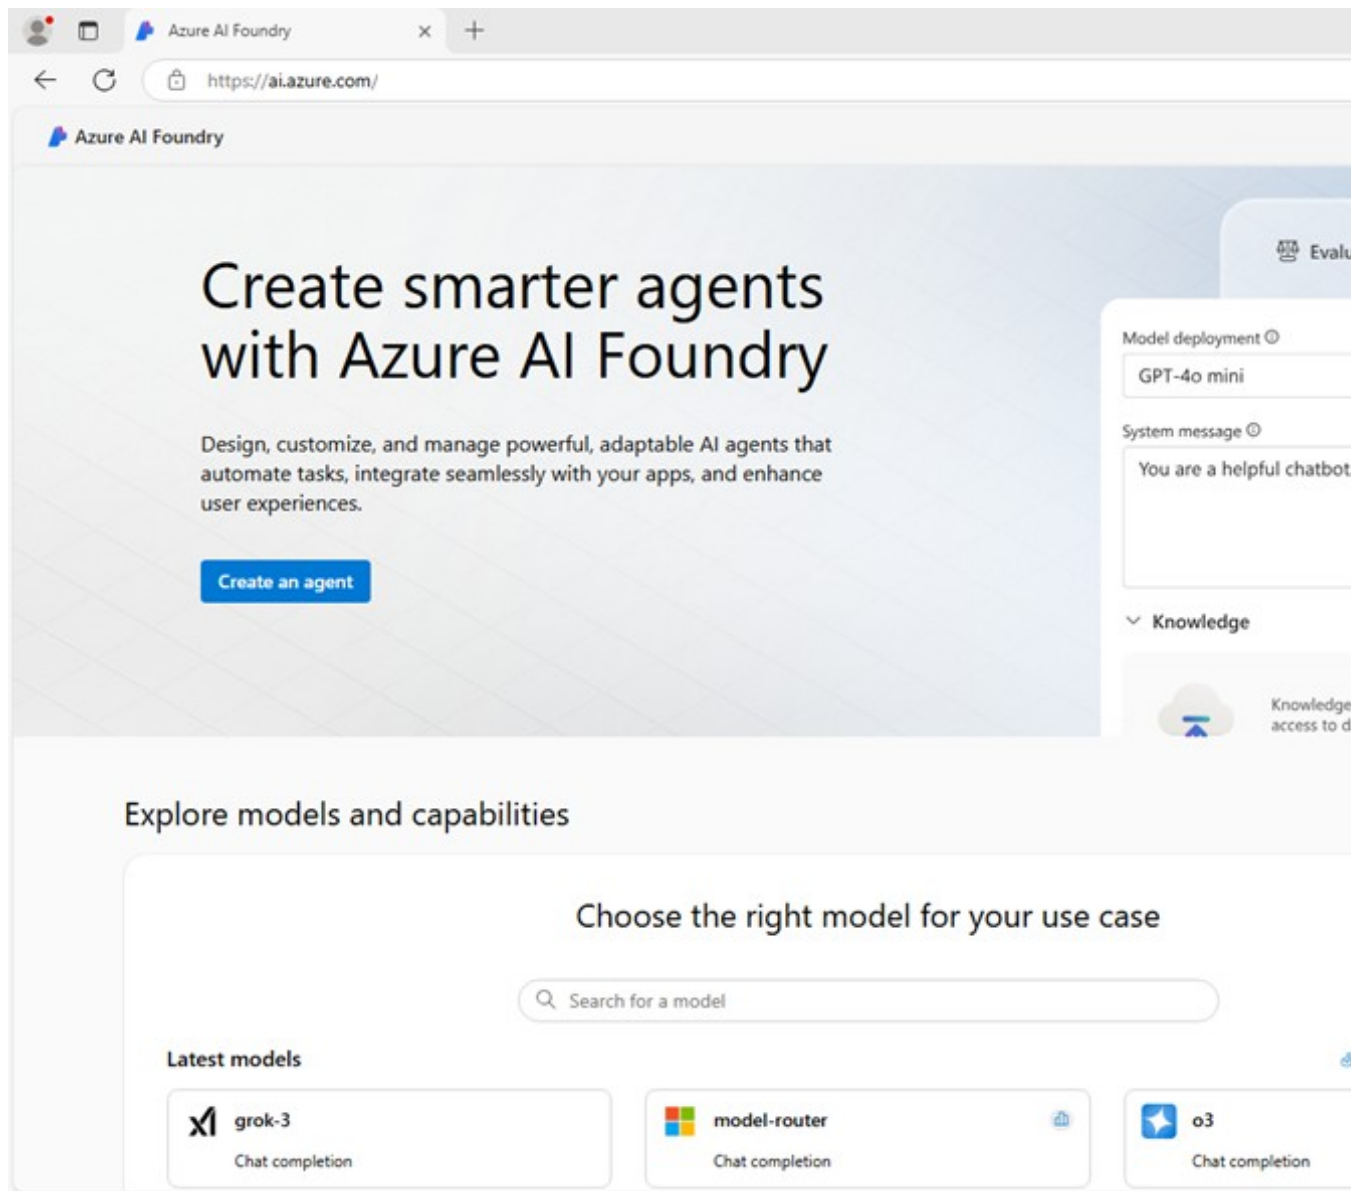 Azure AI Foundry
https://ai.azure.com/
Azure AI Foundry
Create smarter agents
with Azure AI Foundry
Design, customize, and manage powerful, adaptable AI agents that
automate tasks, integrate seamlessly with your apps, and enhance
user experiences.
Create an agent
Evalu
Model deployment
GPT-4o mini
System message
You are a helpful chatbot
Knowledge
Knowledge
access to d
Explore models and capabilities
Choose the right model for your use case
Search for a model
Latest models
grok-3
Chat completion
model-router
Chat completion
o3
Chat completion